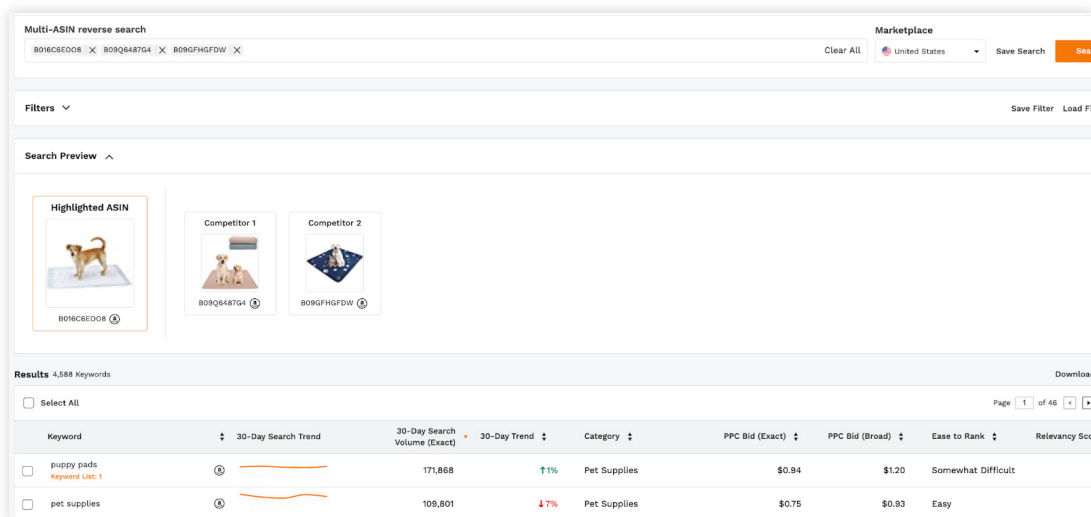 Multi-ASIN reverse search
Marketplace
B016C6EOO8 X B09Q6487G4 X B09GFHGFDW X
Clear All
United States
Save Search
Filters
Save Filter Load
Search Preview
Highlighted ASIN
B016C6EOO8
Competitor 1
B09Q6487G4
Competitor 2
B09GFHGFDW
Results 4,588 Keywords
Select All
Page 1 of 46
Keyword 30-Day Search Trend 30-Day Search Volume (Exact) 30-Day Trend Category PPC Bid (Exact) PPC Bid (Broad) Ease to Rank Relevancy
puppy pads 171,868 ↑1% Pet Supplies $0.94 $1.20 Somewhat Difficult
Keyword List: 1
pet supplies 109,801 ↓7% Pet Supplies $0.75 $0.93 Easy